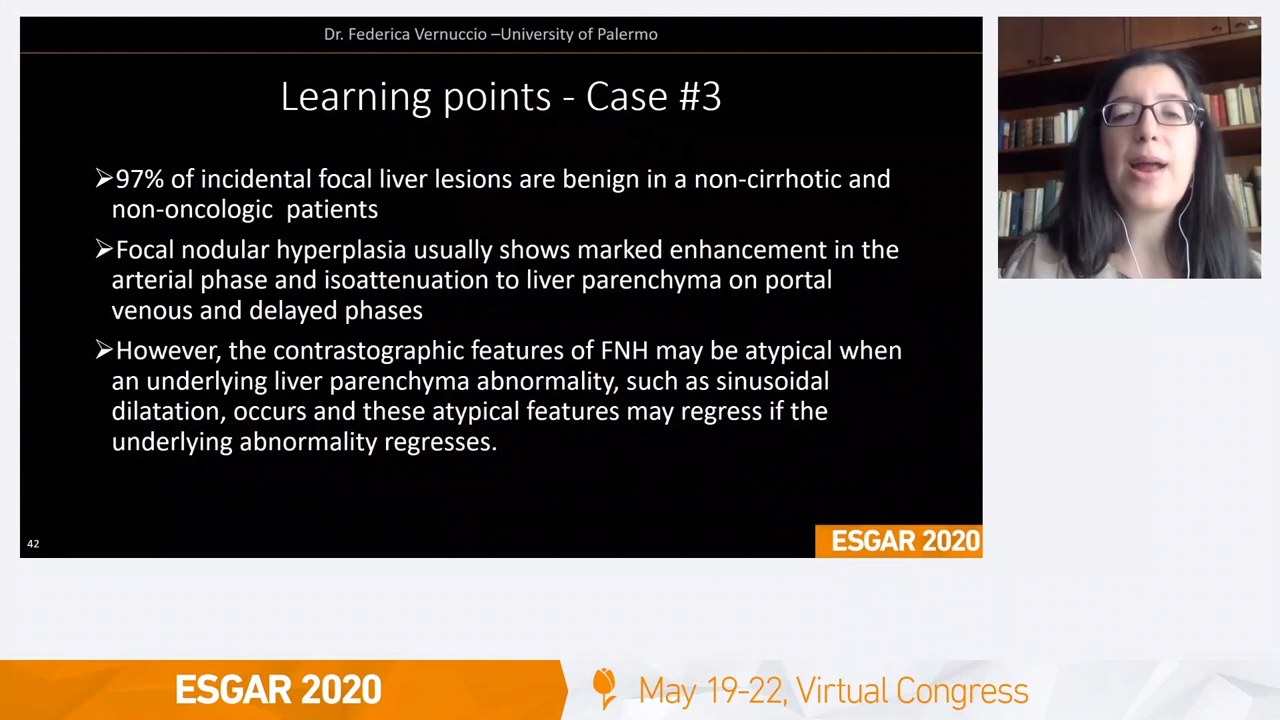 Dr. Federica Vernuccio –University of Palermo
Learning points - Case #3
➢97% of incidental focal liver lesions are benign in a non-cirrhotic and
non-oncologic  patients
➢Focal nodular hyperplasia usually shows marked enhancement in the
arterial phase and isoattenuation to liver parenchyma on portal
venous and delayed phases
➢However, the contrastographic features of FNH may be atypical when
an underlying liver parenchyma abnormality, such as sinusoidal
dilatation, occurs and these atypical features may regress if the
underlying abnormality regresses.
42
ESGAR 2020
ESGAR 2020
May 19-22, Virtual Congress